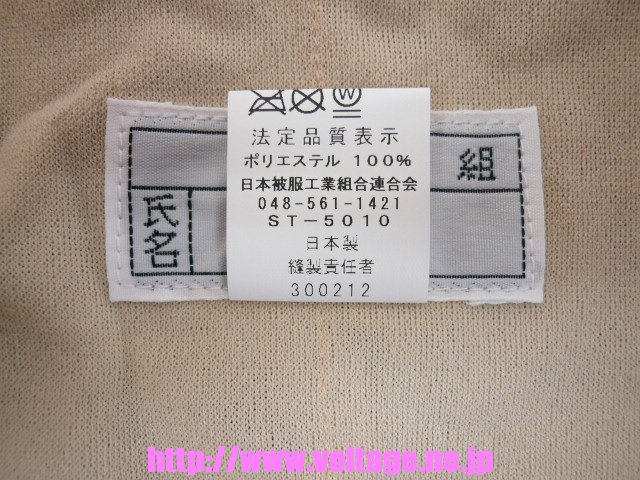 法定品質表示
ポリエステル 100%
日本被服工業組合連合会
048-561-1421
ST-5010
日本製
縫製責任者
300212
組
氏名
http://www.voltage.ne.jp